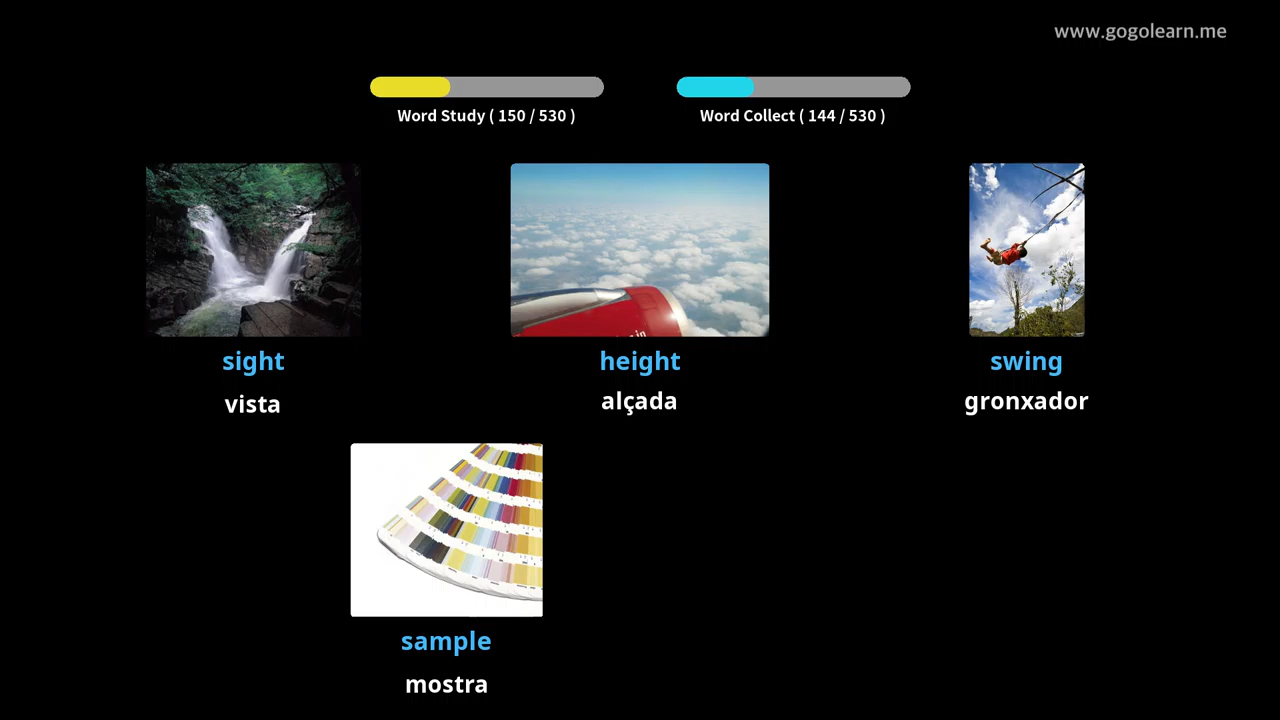 www.gogolearn.me
Word Study ( 150 / 530 )
Word Collect ( 144 / 530 )
sight
vista
height
alçada
swing
gronxador
sample
mostra